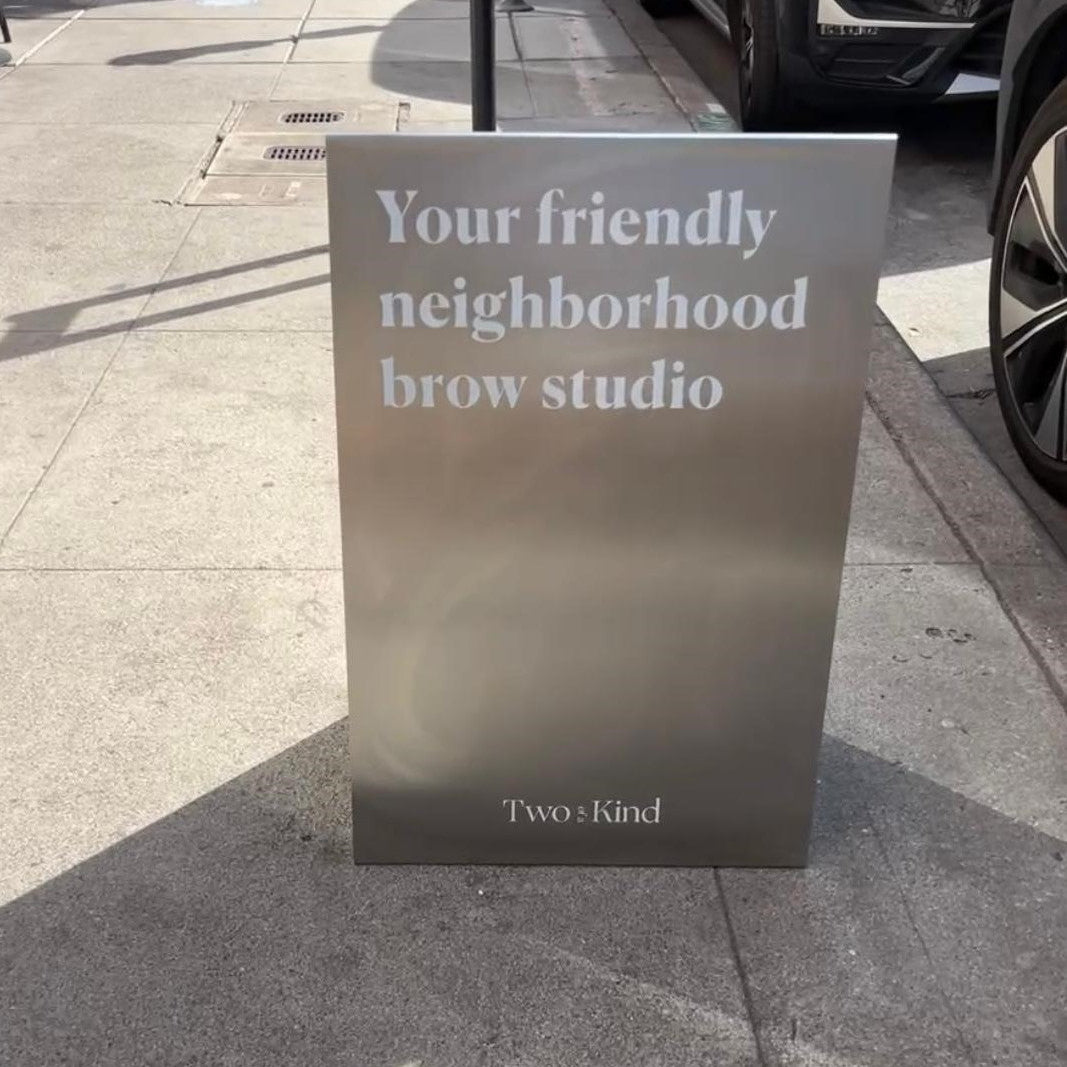 Your friendly
neighborhood
brow studio
Two Kind